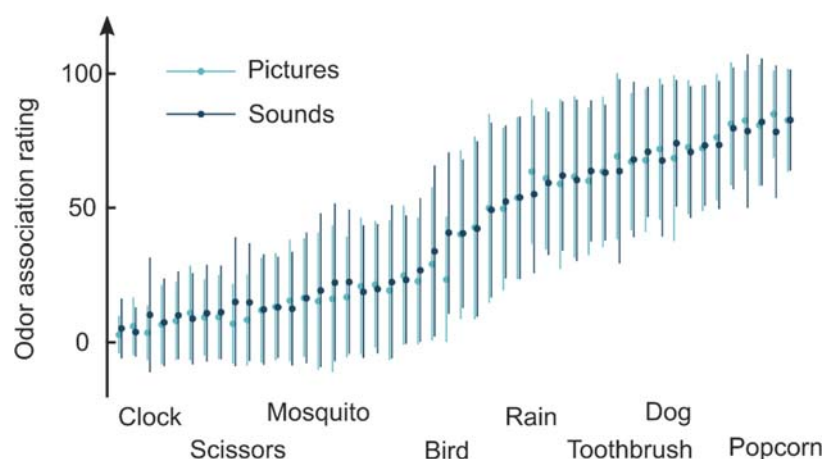 100
Pictures
Sounds
50
0
Odor association rating
Clock
Mosquito
Rain
Dog
Scissors
Bird
Toothbrush
Popcorn